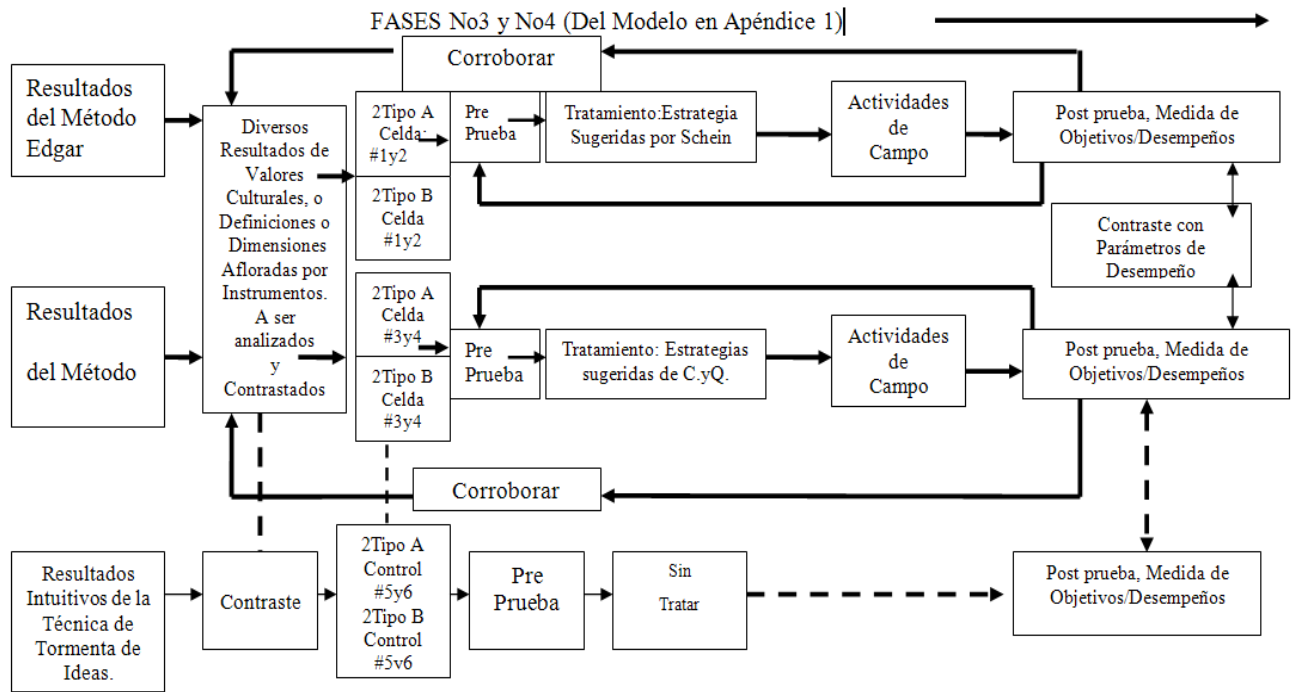 FASES No3 y No4 (Del Modelo en Apéndice 1)
Corroborar
Resultados
del Método
Edgar
Diversos
Resultados de
Valores
Culturales, o
Definiciones o
Dimensiones
Afloradas por
Instrumentos.
A ser
analizados
y
Contrastados
2Tipo A
Celda:
#1y2
2Tipo B
Celda
#1y2
Pre
Prueba
Tratamiento:Estrategia
Sugeridas por Schein
Actividades
de
Campo
Post prueba, Medida de
Objetivos/Desempeños
Contraste con
Parámetros de
Desempeño
Resultados
del Método
2Tipo A
Celda
#3y4
2Tipo B
Celda
#3y4
Pre
Prueba
Tratamiento: Estrategias
sugeridas de C.yQ.
Actividades
de
Campo
Post prueba, Medida de
Objetivos/Desempeños
Corroborar
Resultados
Intuitivos de la
Técnica de
Tormenta de
Ideas.
Contraste
2Tipo A
Control
#5y6
2Tipo B
Control
#5y6
Pre
Prueba
Sin
Tratar
Post prueba, Medida de
Objetivos/Desempeños